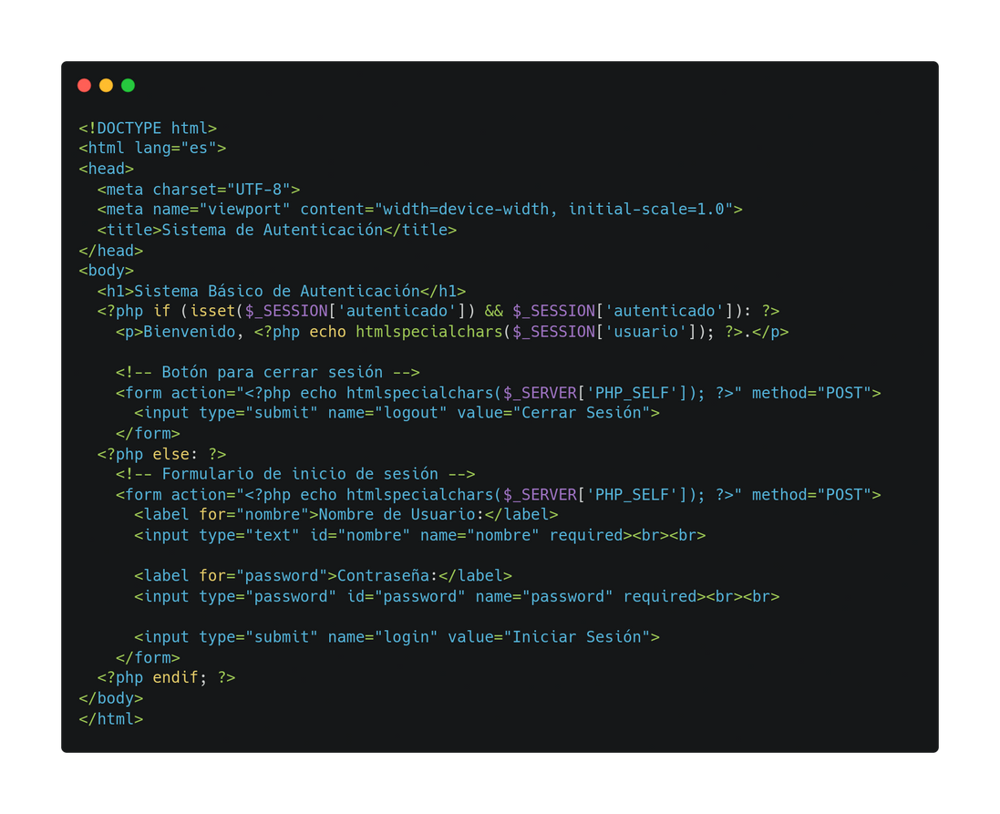 <!DOCTYPE html>
<html lang="es">
<head>
  <meta charset="UTF-8">
  <meta name="viewport" content="width=device-width, initial-scale=1.0">
  <title>Sistema de Autenticación</title>
</head>
<body>
  <h1>Sistema Básico de Autenticación</h1>
  <?php if (isset($_SESSION['autenticado']) && $_SESSION['autenticado']): ?>
    <p>Bienvenido, <?php echo htmlspecialchars($_SESSION['usuario']); ?>.</p>

    <!-- Botón para cerrar sesión -->
    <form action="<?php echo htmlspecialchars($_SERVER['PHP_SELF']); ?>" method="POST">
      <input type="submit" name="logout" value="Cerrar Sesión">
    </form>
  <?php else: ?>
    <!-- Formulario de inicio de sesión -->
    <form action="<?php echo htmlspecialchars($_SERVER['PHP_SELF']); ?>" method="POST">
      <label for="nombre">Nombre de Usuario:</label>
      <input type="text" id="nombre" name="nombre" required><br><br>

      <label for="password">Contraseña:</label>
      <input type="password" id="password" name="password" required><br><br>

      <input type="submit" name="login" value="Iniciar Sesión">
    </form>
  <?php endif; ?>
</body>
</html>